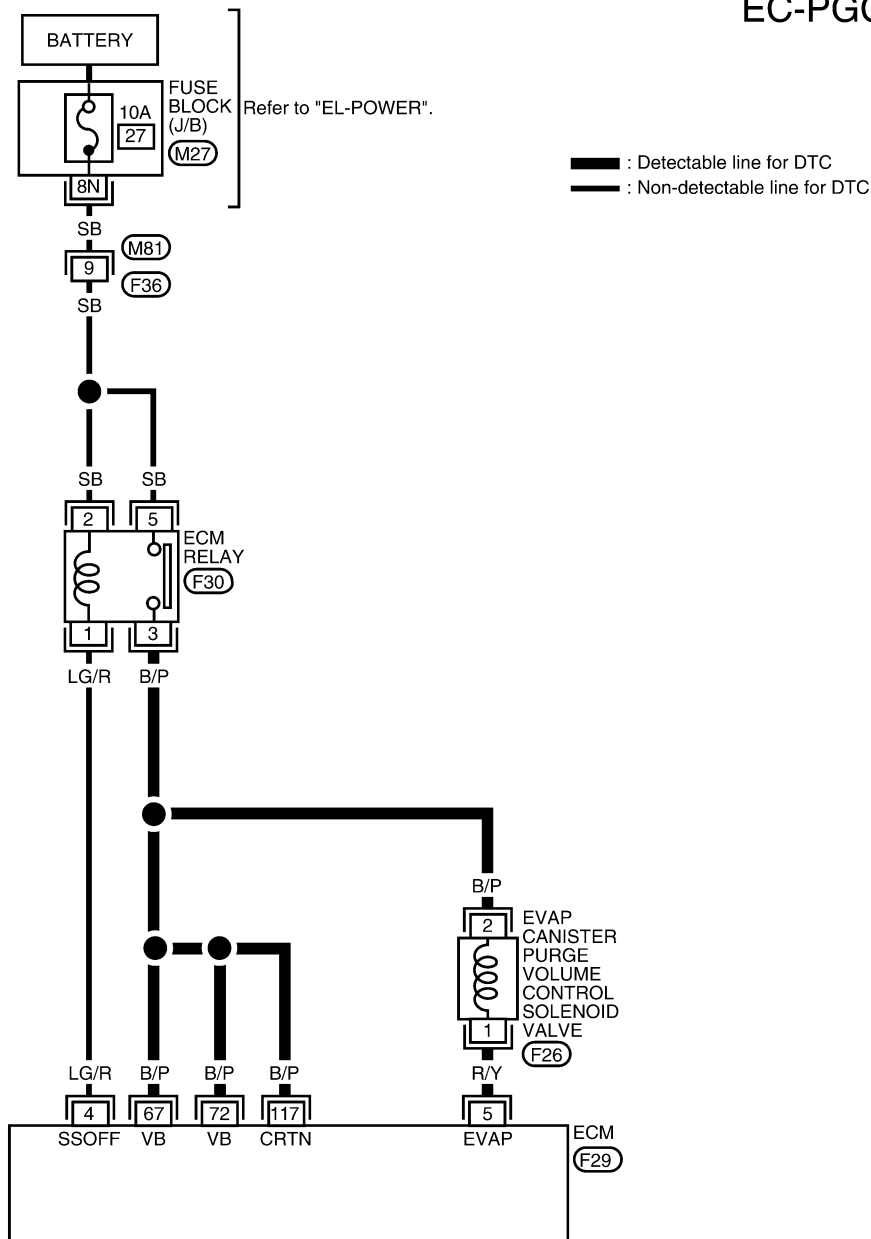 EC-PGC
BATTERY
FUSE
BLOCK
(J/B)
10A
27
M27
Refer to "EL-POWER".
: Detectable line for DTC
: Non-detectable line for DTC
8N
SB
M81
9
F36
SB
SB SB
2 5
ECM
RELAY
F30
1 3
LG/R B/P
B/P
2
EVAP
CANISTER
PURGE
VOLUME
CONTROL
SOLENOID
VALVE
1
F26
LG/R B/P B/P B/P R/Y
4 67 72 117 5
SSOFF VB VB CRTN EVAP
ECM
F29